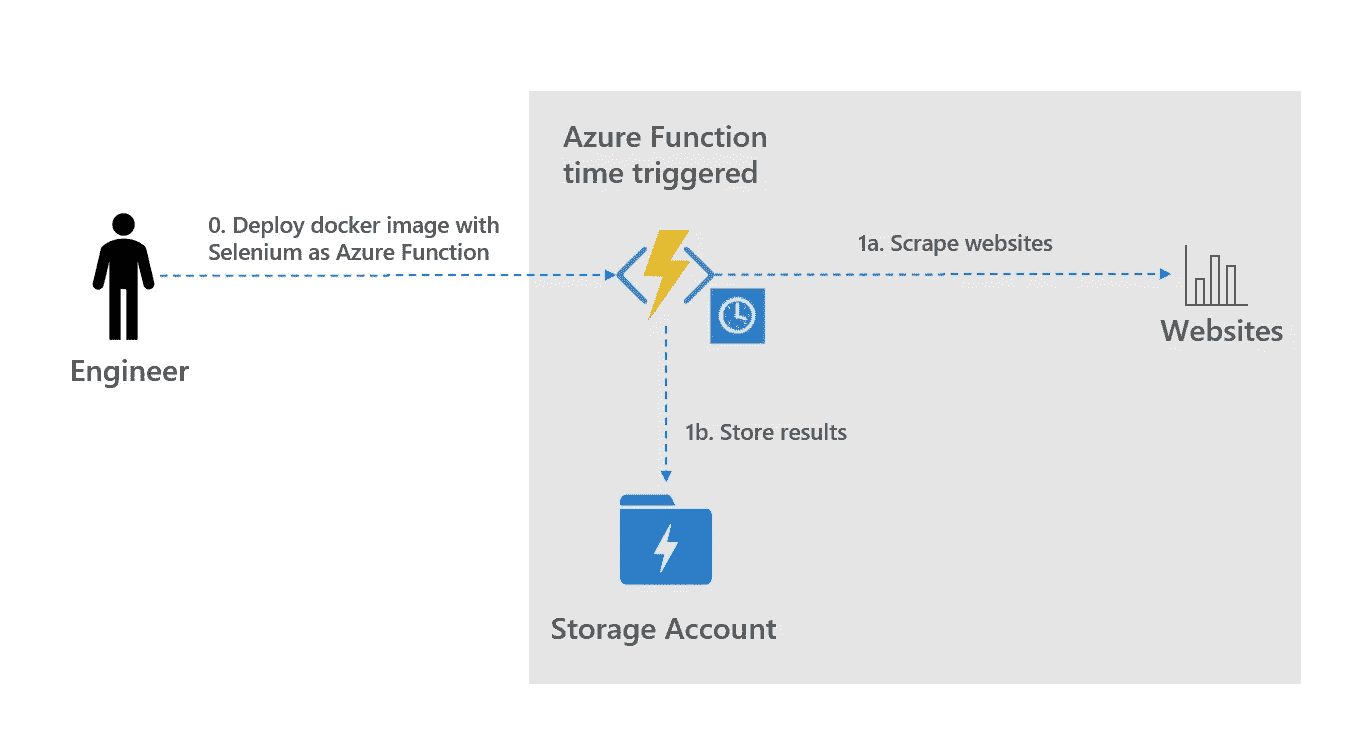 Azure Function
time triggered
0. Deploy docker image with
Selenium as Azure Function
1a. Scrape websites
Websites
Engineer
1b. Store results
Storage Account